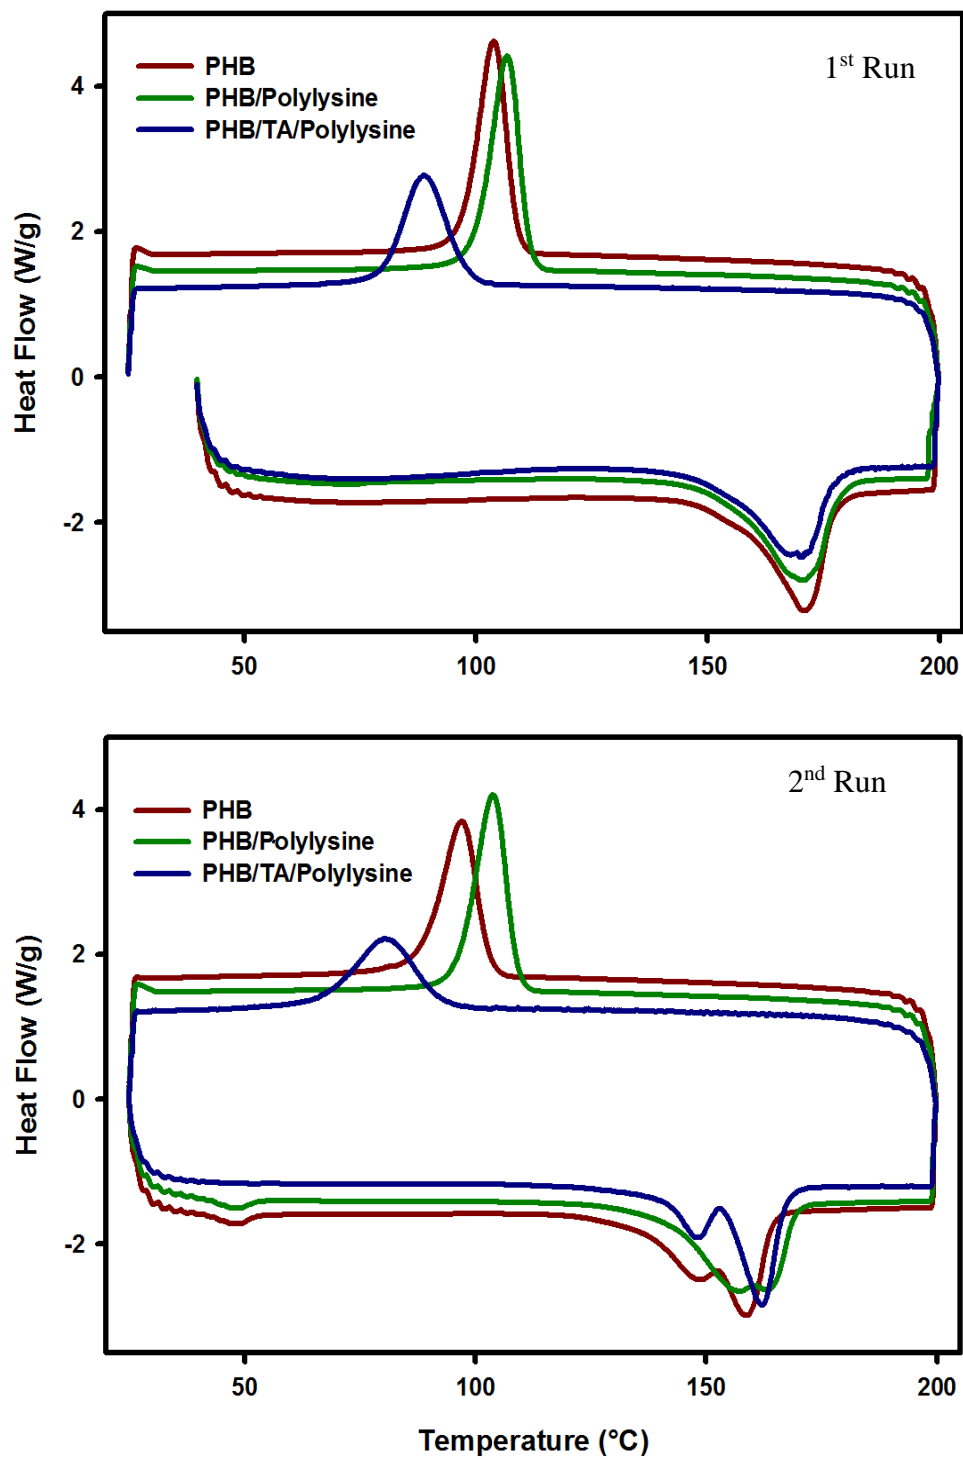 1st Run
PHB
PHB/Polylysine
PHB/TA/Polylysine
Heat Flow (W/g)
4
2
0
-2
50 100 150 200
2nd Run
PHB
PHB/Polylysine
PHB/TA/Polylysine
Heat Flow (W/g)
4
2
0
-2
50 100 150 200
Temperature (°C)